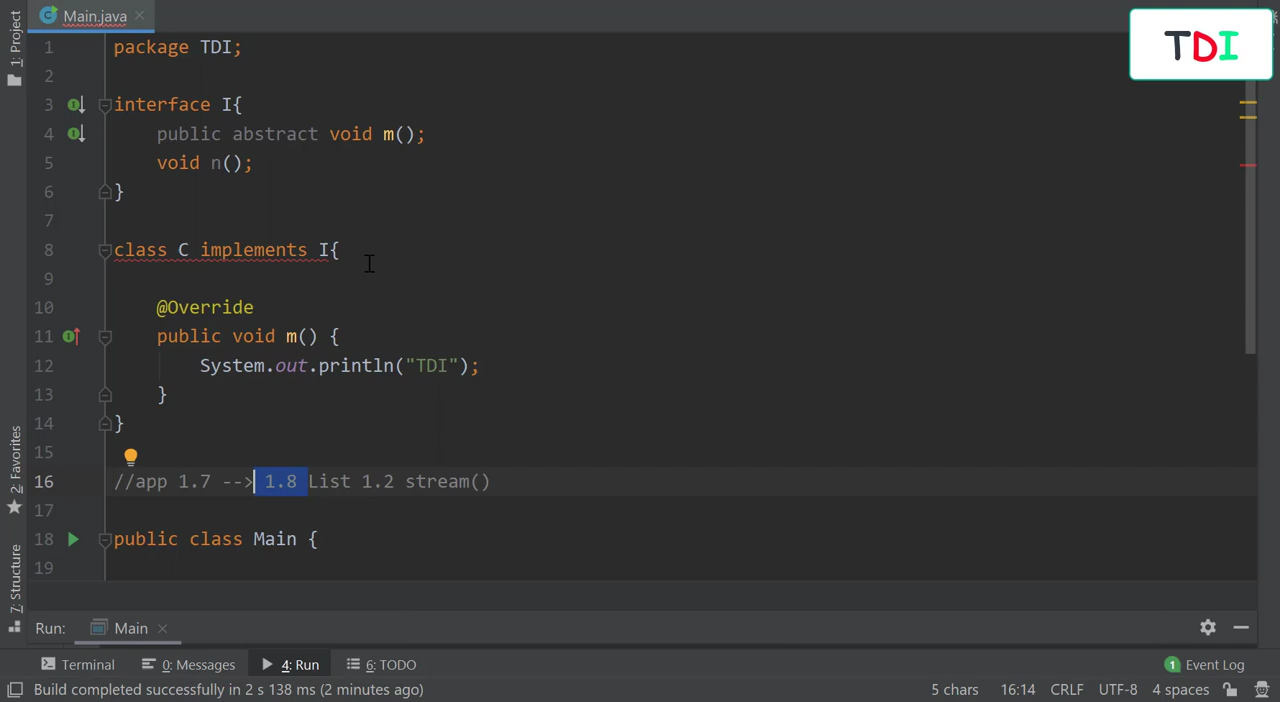 Main.java
TDI
1: Project
1 package TDI;
2
3 interface I{
4 public abstract void m();
5 void n();
6 }
7
8 class C implements I{
9
10 @Override
11 public void m() {
12 System.out.println("TDI");
13 }
14 }
15
16 //app 1.7 --> 1.8 List 1.2 stream()
17
18 public class Main {
19
2: Favorites
7: Structure
Run: Main
Terminal 0: Messages 4: Run 6: TODO 1 Event Log
Build completed successfully in 2 s 138 ms (2 minutes ago) 5 chars 16:14 CRLF UTF-8 4 spaces